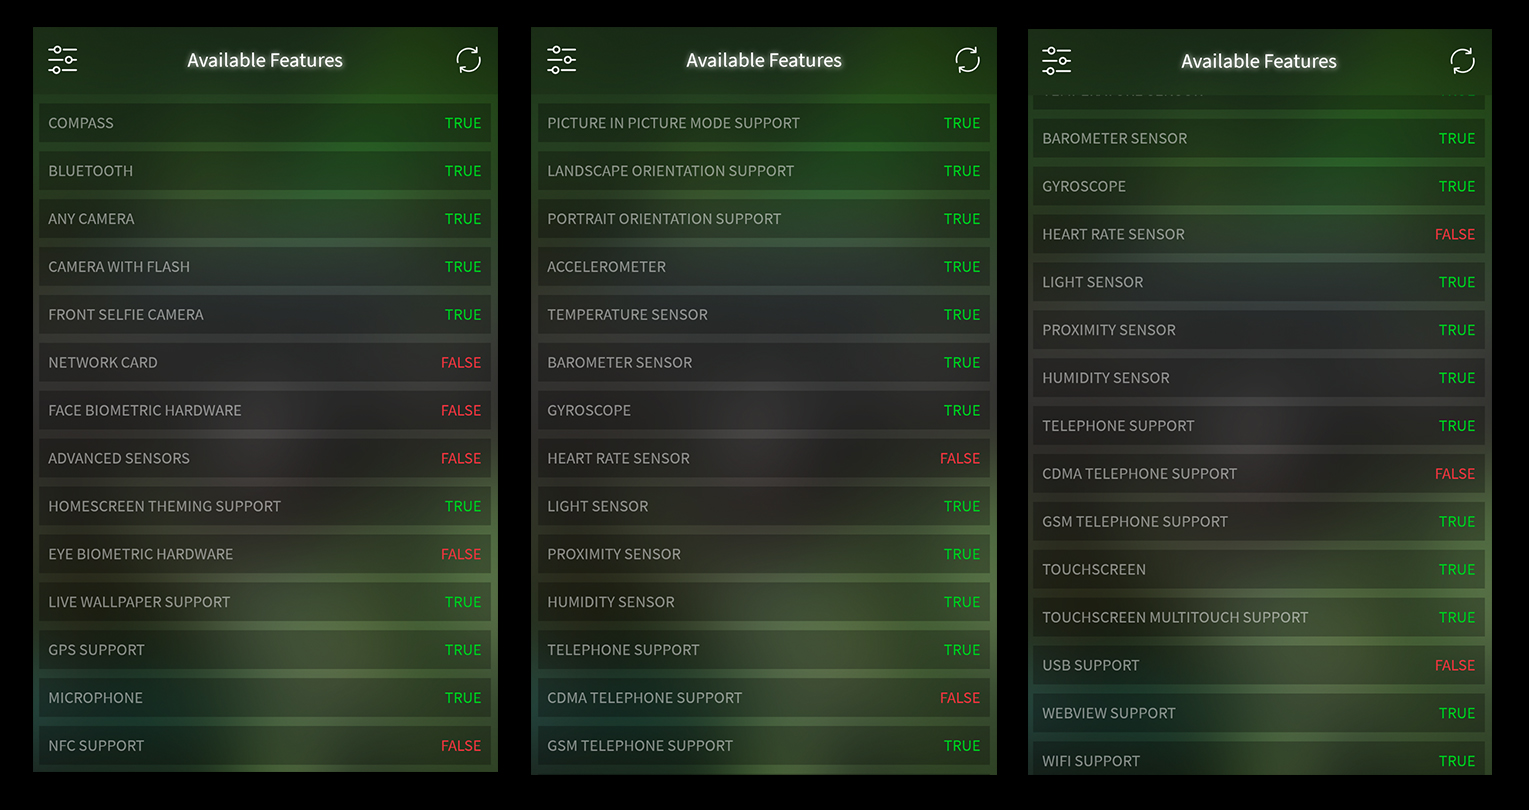 Available Features
COMPASS TRUE
BLUETOOTH TRUE
ANY CAMERA TRUE
CAMERA WITH FLASH TRUE
FRONT SELFIE CAMERA TRUE
NETWORK CARD FALSE
FACE BIOMETRIC HARDWARE FALSE
ADVANCED SENSORS FALSE
HOMESCREEN THEMING SUPPORT TRUE
EYE BIOMETRIC HARDWARE FALSE
LIVE WALLPAPER SUPPORT TRUE
GPS SUPPORT TRUE
MICROPHONE TRUE
NFC SUPPORT FALSE
Available Features
PICTURE IN PICTURE MODE SUPPORT TRUE
LANDSCAPE ORIENTATION SUPPORT TRUE
PORTRAIT ORIENTATION SUPPORT TRUE
ACCELEROMETER TRUE
TEMPERATURE SENSOR TRUE
BAROMETER SENSOR TRUE
GYROSCOPE TRUE
HEART RATE SENSOR FALSE
LIGHT SENSOR TRUE
PROXIMITY SENSOR TRUE
HUMIDITY SENSOR TRUE
TELEPHONE SUPPORT TRUE
CDMA TELEPHONE SUPPORT FALSE
GSM TELEPHONE SUPPORT TRUE
Available Features
BAROMETER SENSOR TRUE
GYROSCOPE TRUE
HEART RATE SENSOR FALSE
LIGHT SENSOR TRUE
PROXIMITY SENSOR TRUE
HUMIDITY SENSOR TRUE
TELEPHONE SUPPORT TRUE
CDMA TELEPHONE SUPPORT FALSE
GSM TELEPHONE SUPPORT TRUE
TOUCHSCREEN TRUE
TOUCHSCREEN MULTITOUCH SUPPORT TRUE
USB SUPPORT FALSE
WEBVIEW SUPPORT TRUE
WIFI SUPPORT TRUE